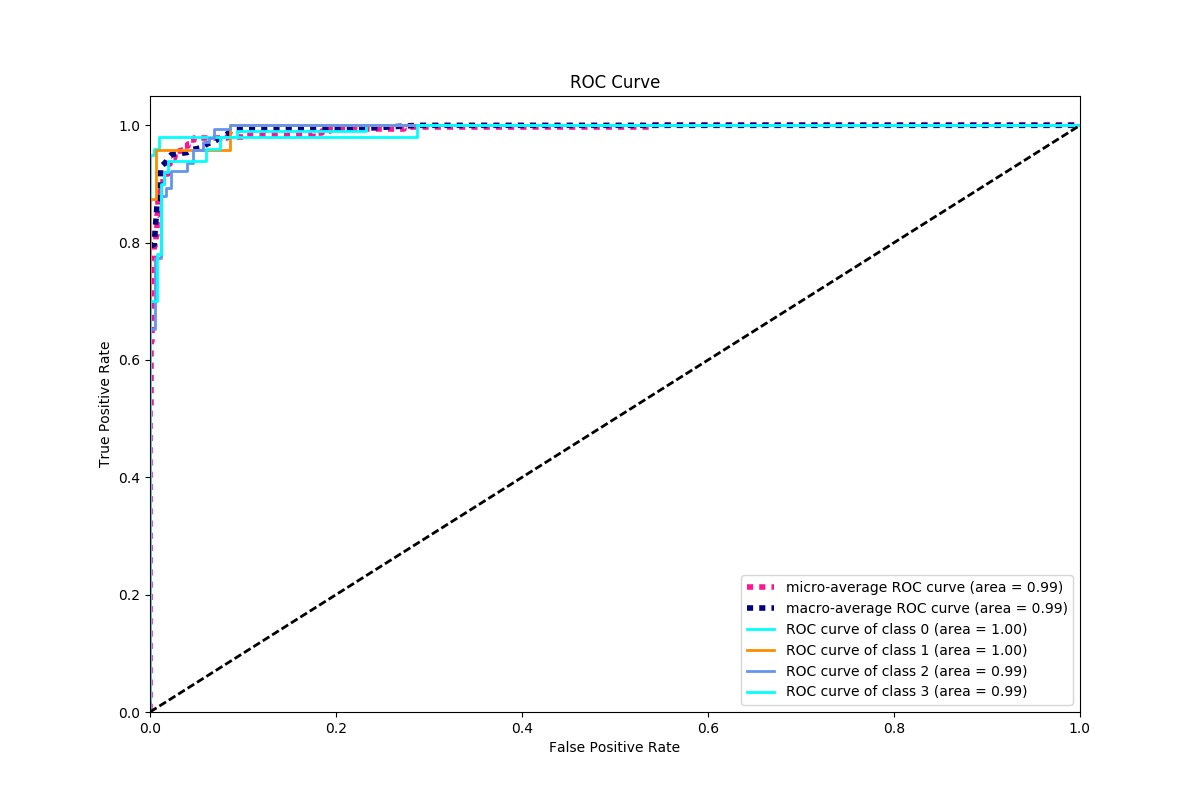 ROC Curve
1.0
0.8
0.6
0.4
0.2
0.0
True Positive Rate
0.0 0.2 0.4 0.6 0.8 1.0
False Positive Rate
micro-average ROC curve (area = 0.99)
macro-average ROC curve (area = 0.99)
ROC curve of class 0 (area = 1.00)
ROC curve of class 1 (area = 1.00)
ROC curve of class 2 (area = 0.99)
ROC curve of class 3 (area = 0.99)